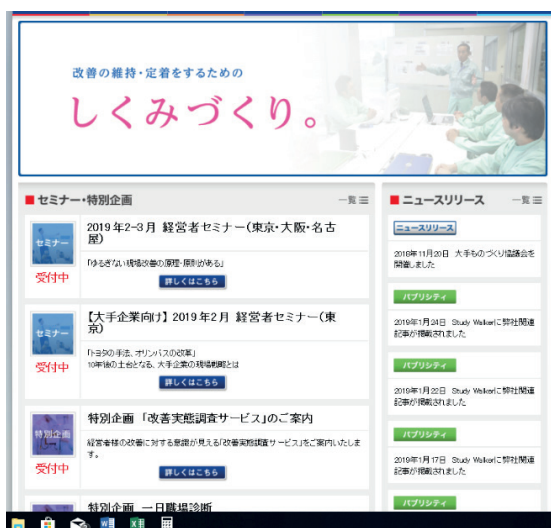 改善の維持・定着をするための
しくみづくり。
セミナー・特別企画
一覧
セミナー
受付中
2019年2-3月 経営者セミナー(東京・大阪・名古
屋)
「ゆるぎない現場改善の原理・原則がある」
詳しくはこちら
セミナー
受付中
【大手企業向け】2019年2月 経営者セミナー(東
京)
「トヨタの手法、オリンパスの改革」
10年後の土台となる、大手企業の現場戦略とは
詳しくはこちら
特別企画
受付中
特別企画 「改善実態調査サービス」のご案内
経営者様の改善に対する意識が見える「改善実態調査サービス」をご案内いたしま
す。
詳しくはこちら
特別企画 一日職場診断
ニュースリリース
一覧
ニュースリリース
2018年11月20日 大手ものづくり協議会を
開催しました
パブリシティ
2019年1月24日 Study Walkerに弊社関連
記事が掲載されました
パブリシティ
2019年1月22日 Study Walkerに弊社関連
記事が掲載されました
パブリシティ
2019年1月17日 Study Walkerに弊社関連
記事が掲載されました
パブリシティ